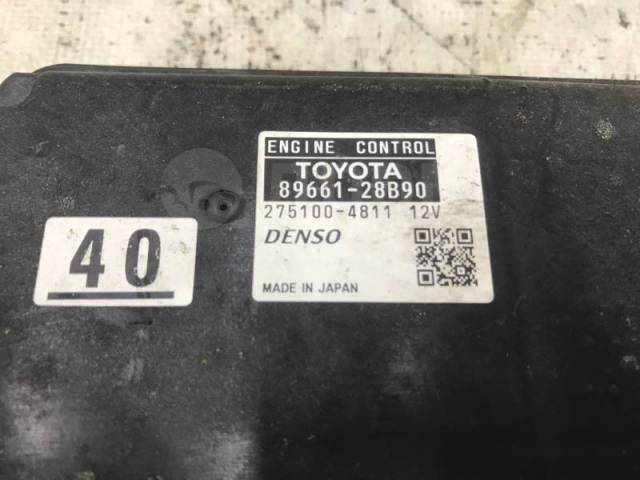 ENGINE CONTROL
TOYOTA
89661-28B90
275100-4811 12V
DENSO
MADE IN JAPAN
40